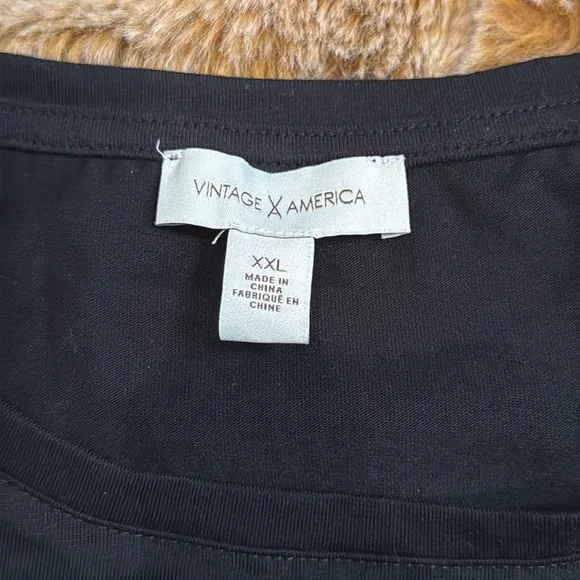 VINTAGE AMERICA
XXL
MADE IN
CHINA
FABRIQUÉ EN
CHINE